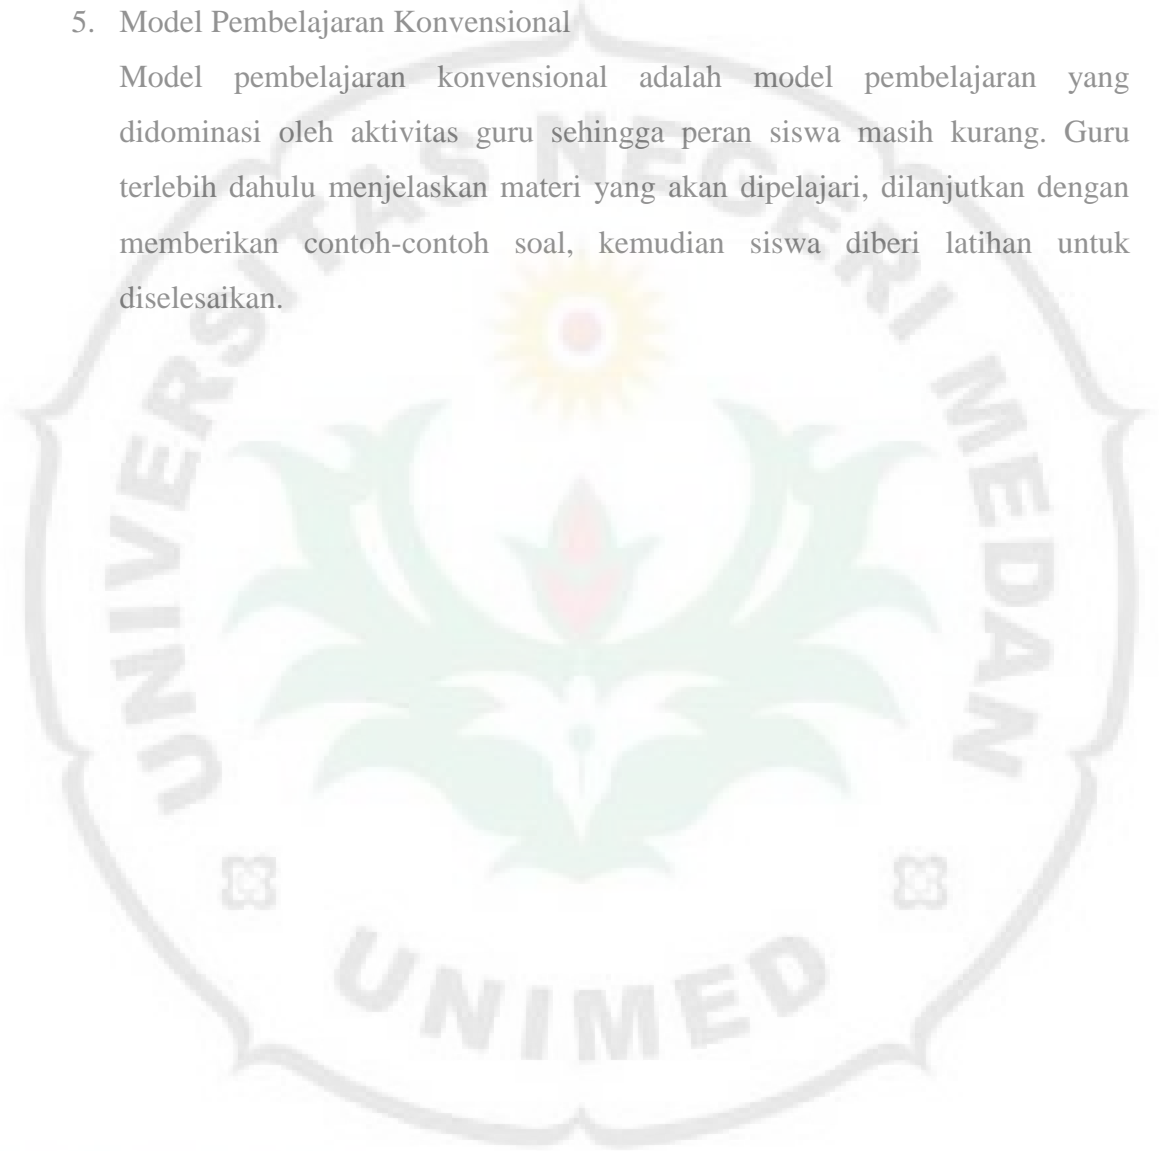 5. Model Pembelajaran Konvensional
Model pembelajaran konvensional adalah model pembelajaran yang
didominasi oleh aktivitas guru sehingga peran siswa masih kurang. Guru
terlebih dahulu menjelaskan materi yang akan dipelajari, dilanjutkan dengan
memberikan contoh-contoh soal, kemudian siswa diberi latihan untuk
diselesaikan.
UNIVERSITAS NEGERI MEDAN
UNIMED